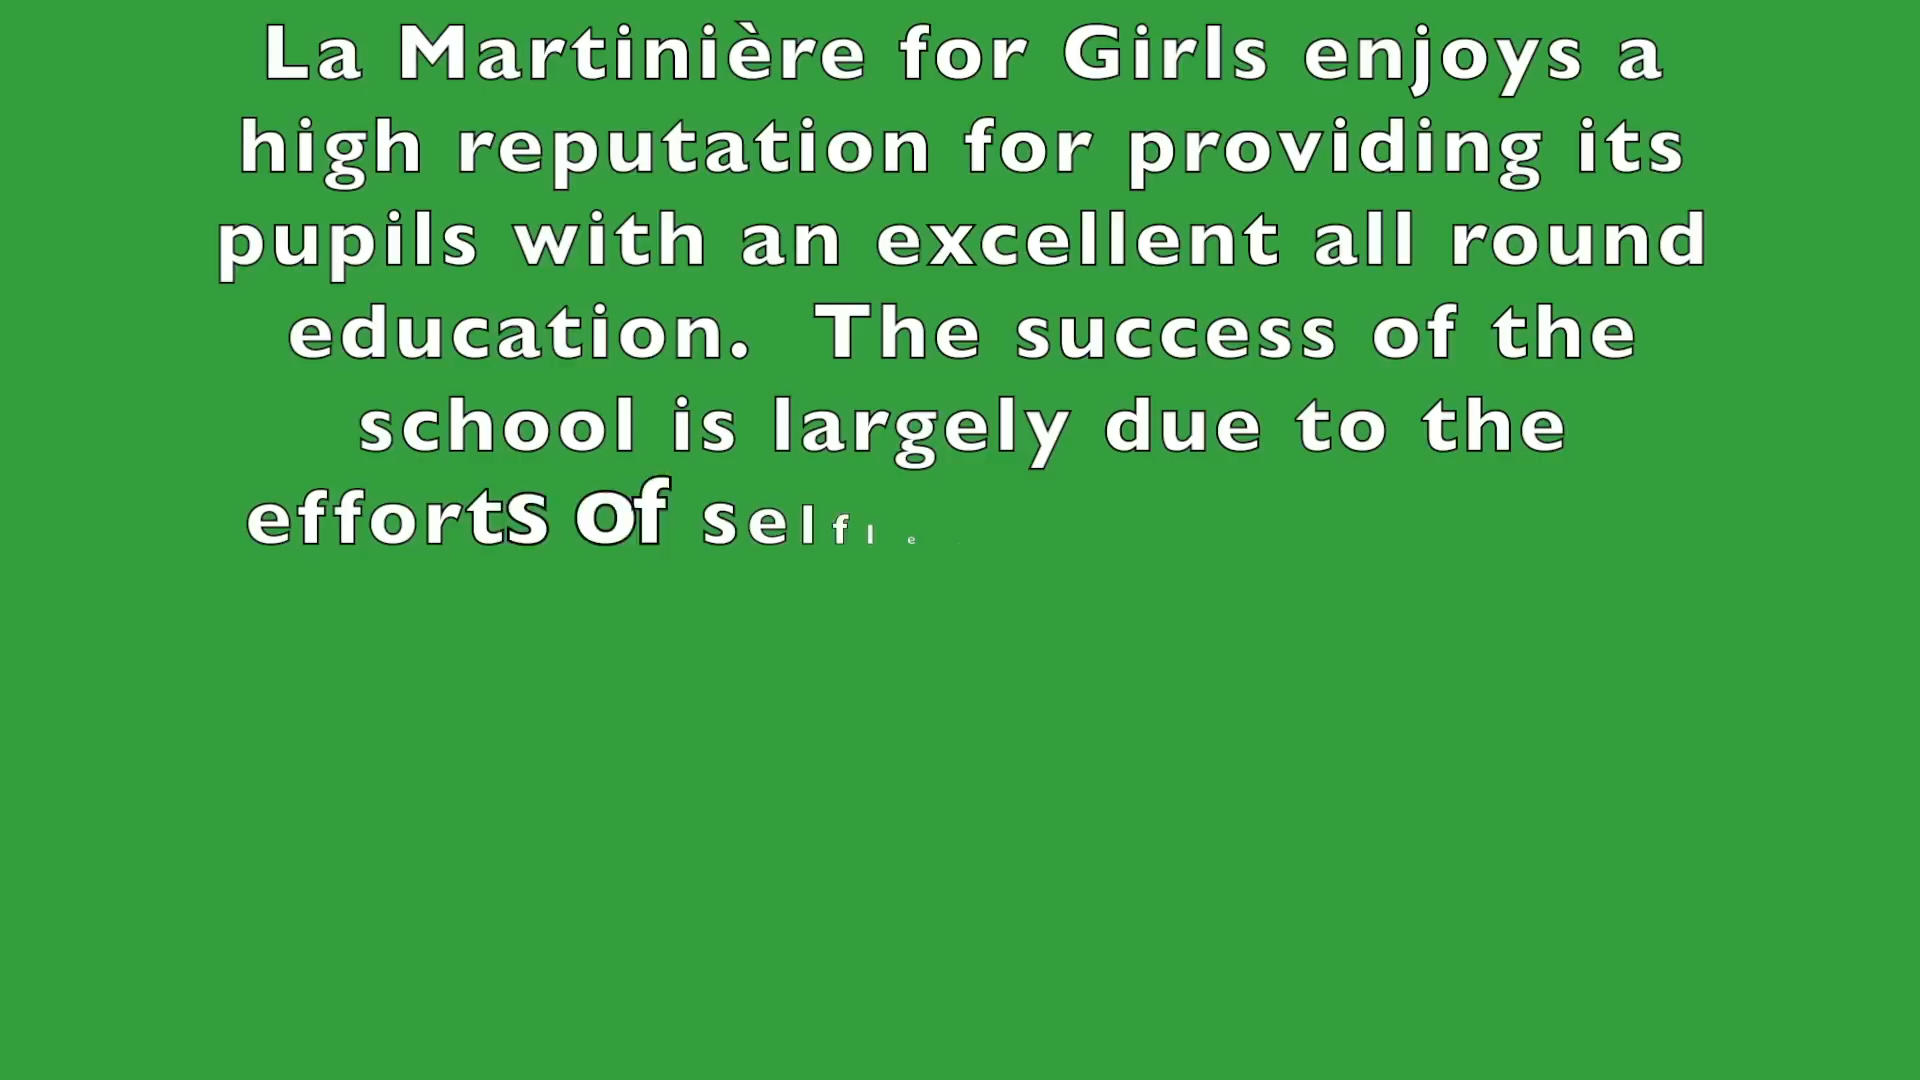 La Martinière for Girls enjoys a
high reputation for providing its
pupils with an excellent all round
education.  The success of the
school is largely due to the
efforts of selfle